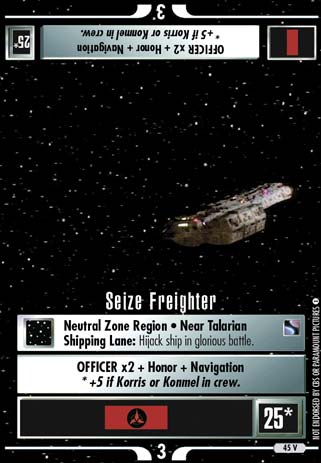 3
25*
OFFICER x2 + Honor + Navigation
* +5 if Korris or Konmel in crew.
Seize Freighter
Neutral Zone Region • Near Talarian
Shipping Lane: Hijack ship in glorious battle.
OFFICER x2 + Honor + Navigation
* +5 if Korris or Konmel in crew.
25*
3
45 V
NOT ENDORSED BY CBS OR PARAMOUNT PICTURES